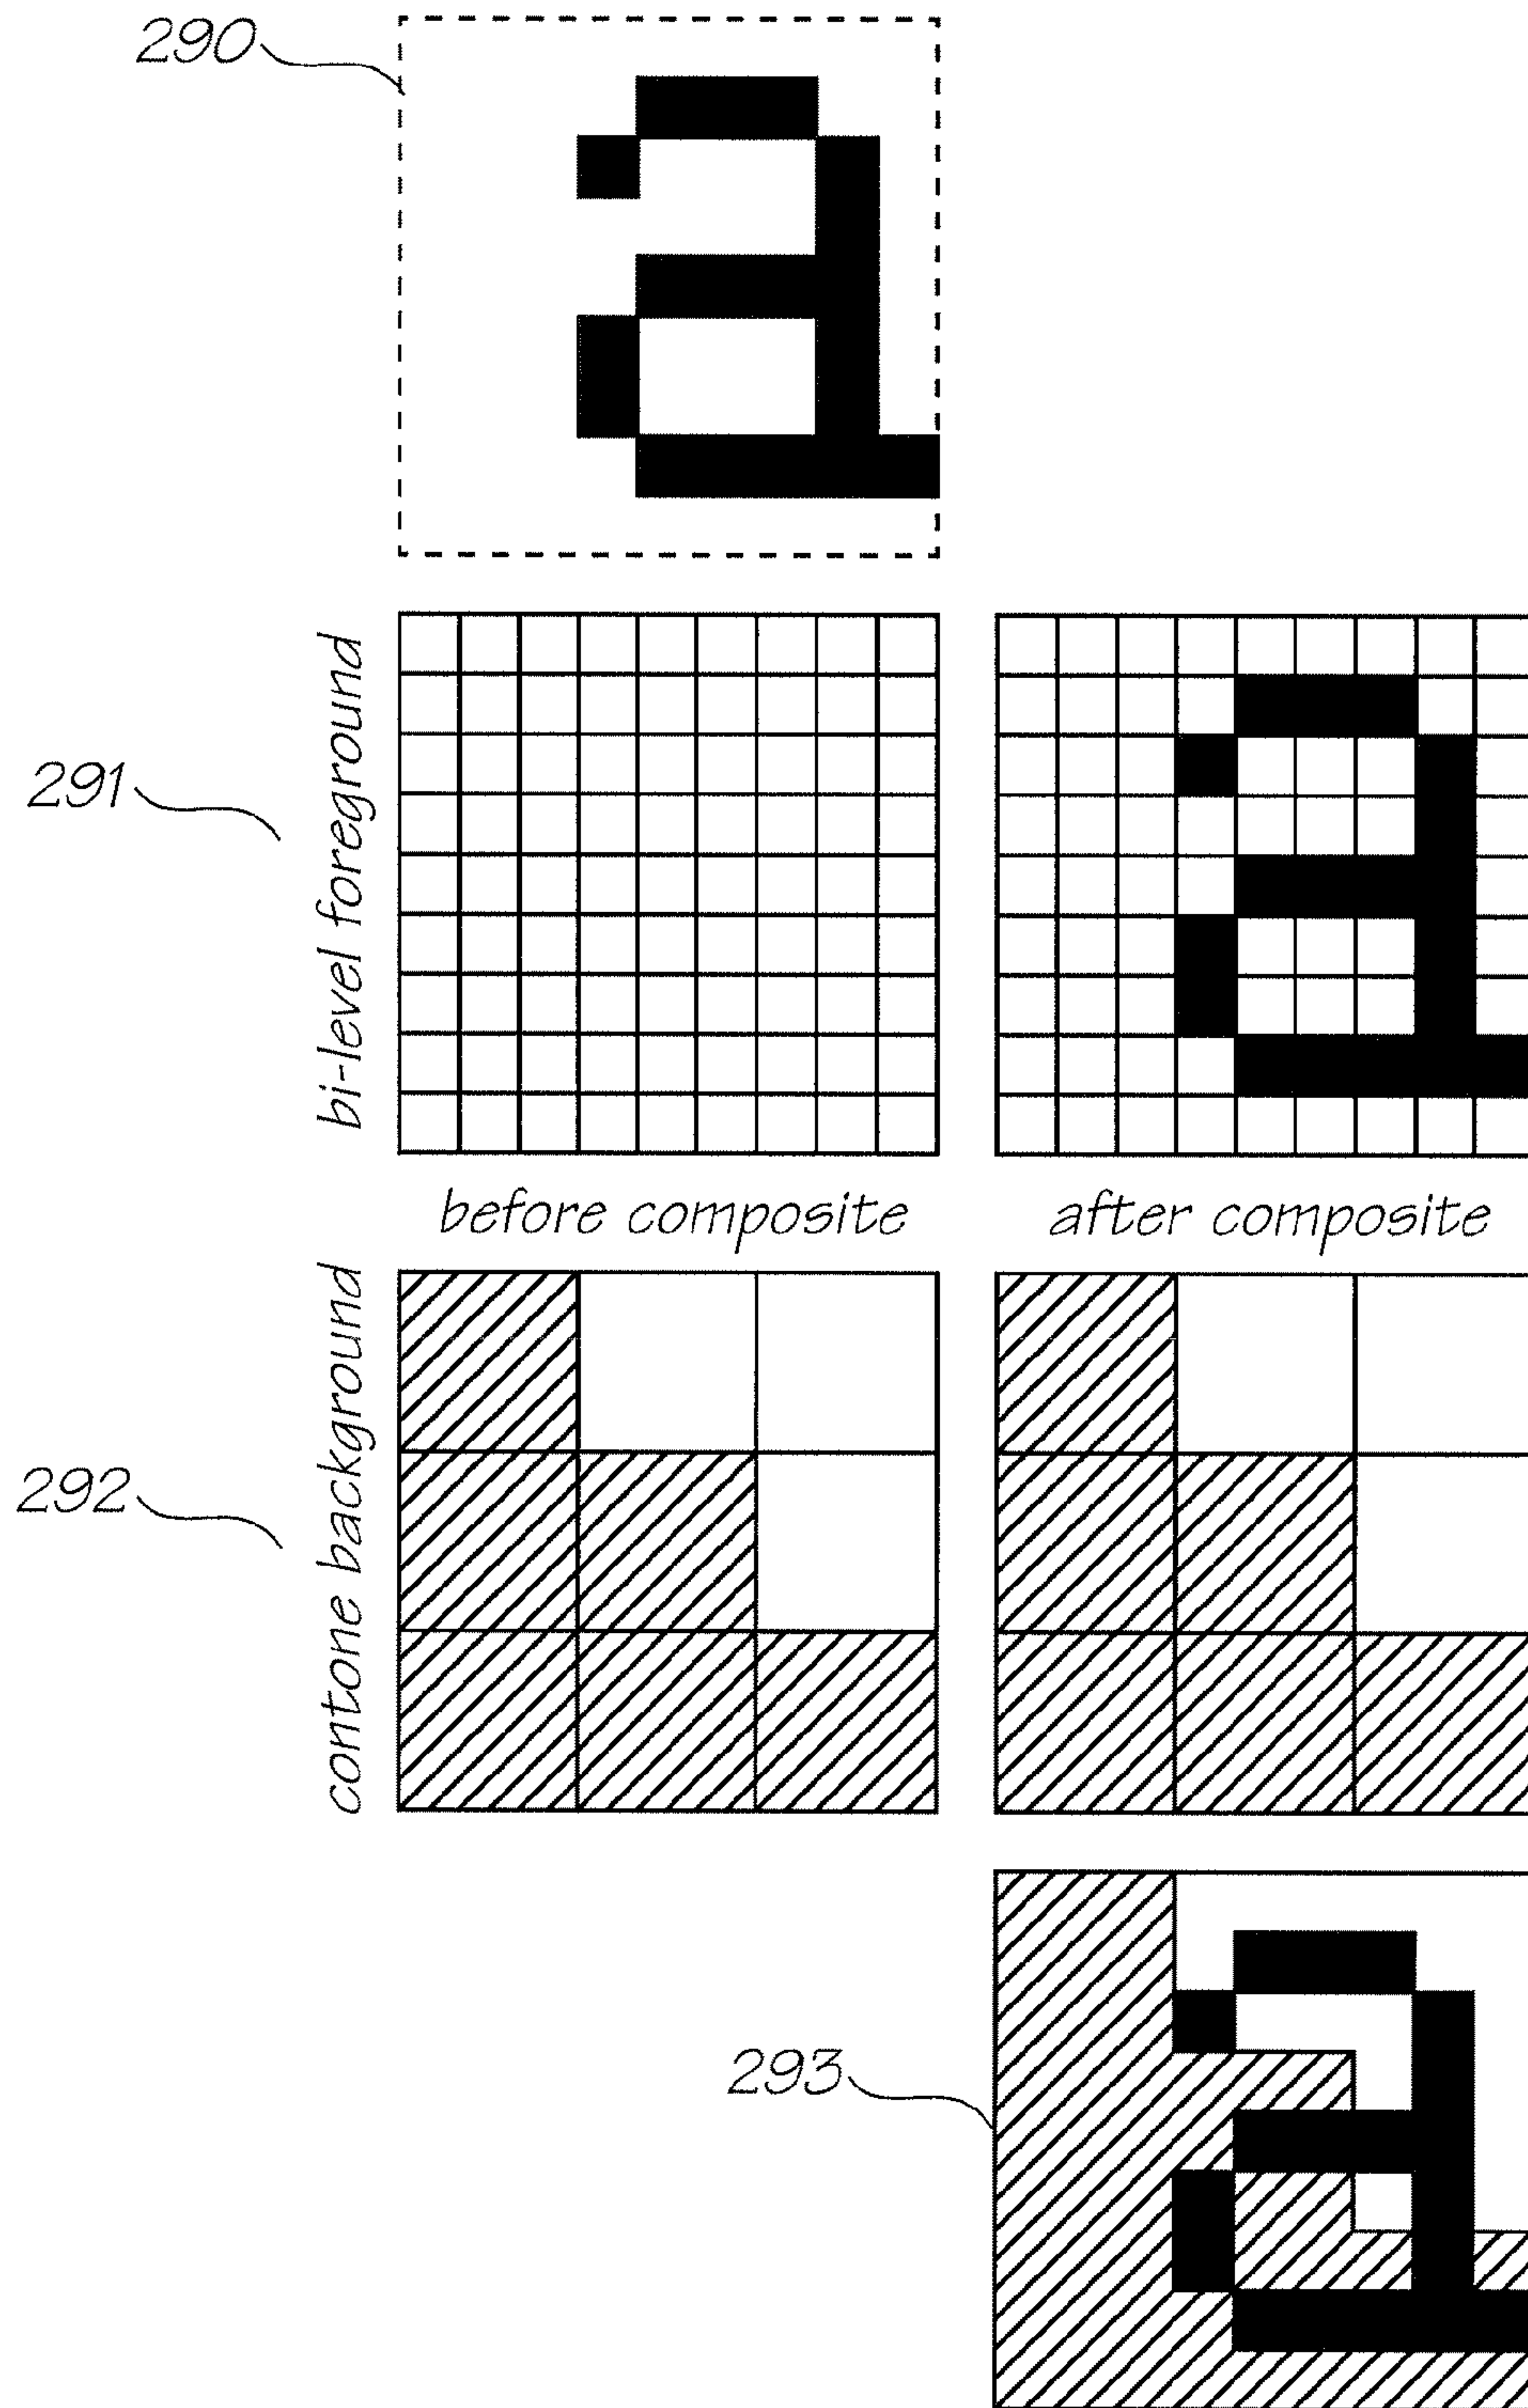 290
a
291
bi-level foreground
a
before composite
after composite
292
contone background
293
a